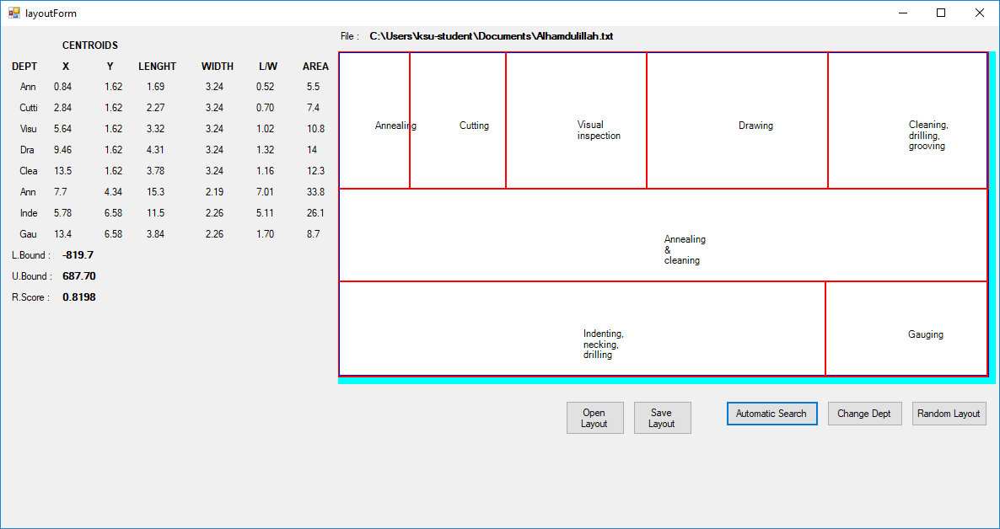 layoutForm
File : C:\Users\ksu-student\Documents\Alhamdulillah.txt
CENTROIDS
DEPT X Y LENGHT WIDTH L/W AREA
Ann 0.84 1.62 1.69 3.24 0.52 5.5
Cutti 2.84 1.62 2.27 3.24 0.70 7.4
Visu 5.64 1.62 3.32 3.24 1.02 10.8
Dra 9.46 1.62 4.31 3.24 1.32 14
Clea 13.5 1.62 3.78 3.24 1.16 12.3
Ann 7.7 4.34 15.3 2.19 7.01 33.8
Inde 5.78 6.58 11.5 2.26 5.11 26.1
Gau 13.4 6.58 3.84 2.26 1.70 8.7
L.Bound : -819.7
U.Bound : 687.70
R.Score : 0.8198
Annealing
Cutting
Visual
inspection
Drawing
Cleaning,
drilling,
grooving
Annealing
&
cleaning
Indenting,
necking,
drilling
Gauging
Open
Layout
Save
Layout
Automatic Search
Change Dept
Random Layout